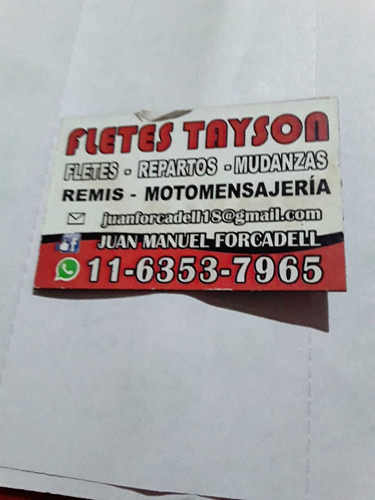 FLETES TAYSON
FLETES - REPARTOS - MUDANZAS
REMIS - MOTOMENSAJERÍA
juanforcadell18@gmail.com
JUAN MANUEL FORCADELL
11-6353-7965